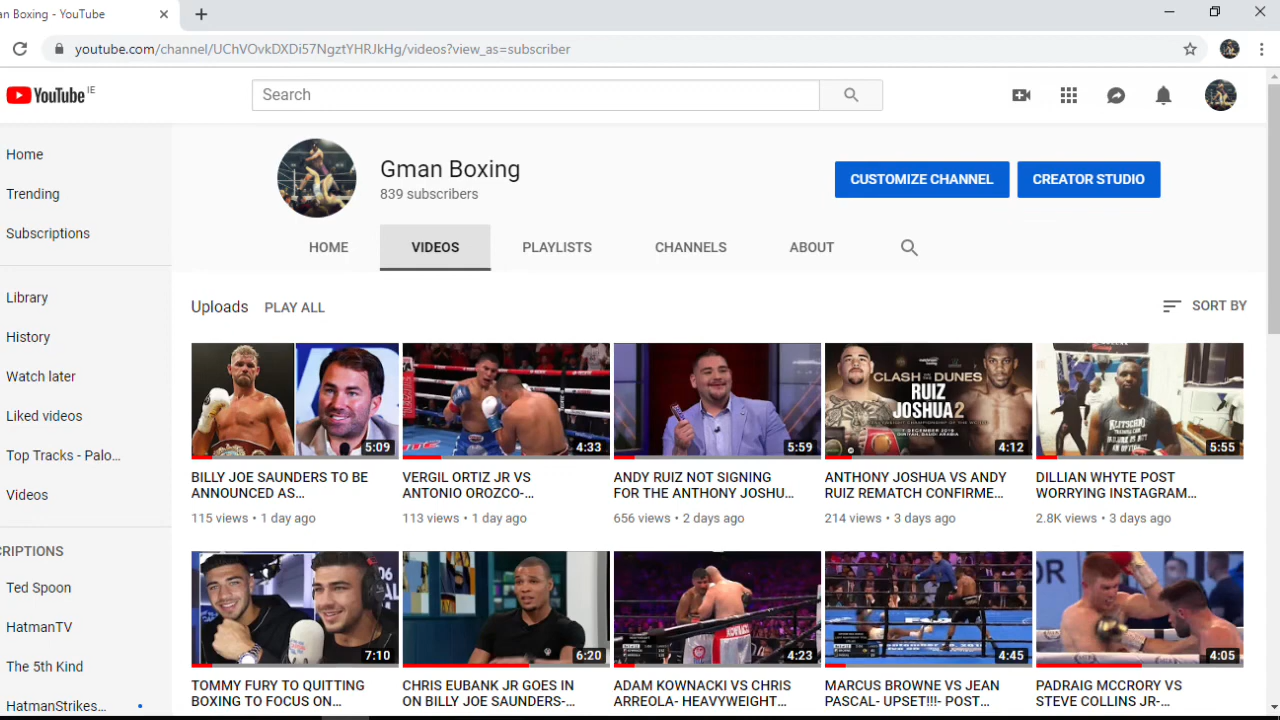 an Boxing - YouTube
youtube.com/channel/UChVOvkDXDi57NgztYHRJkHg/videos?view_as=subscriber
YouTube IE
Search
Home
Trending
Subscriptions
Library
History
Watch later
Liked videos
Top Tracks - Palo...
Videos
CRIPTIONS
Ted Spoon
HatmanTV
The 5th Kind
HatmanStrikes...
Gman Boxing
839 subscribers
CUSTOMIZE CHANNEL
CREATOR STUDIO
HOME
VIDEOS
PLAYLISTS
CHANNELS
ABOUT
Uploads
PLAY ALL
SORT BY
5:09
BILLY JOE SAUNDERS TO BE
ANNOUNCED AS...
115 views • 1 day ago
4:33
VERGIL ORTIZ JR VS
ANTONIO OROZCO-...
113 views • 1 day ago
5:59
ANDY RUIZ NOT SIGNING
FOR THE ANTHONY JOSHU...
656 views • 2 days ago
CLASH ON THE DUNES
RUIZ
JOSHUA 2
4:12
ANTHONY JOSHUA VS ANDY
RUIZ REMATCH CONFIRME...
214 views • 3 days ago
KLITSCHKO
5:55
DILLIAN WHYTE POST
WORRYING INSTAGRAM...
2.8K views • 3 days ago
7:10
TOMMY FURY TO QUITTING
BOXING TO FOCUS ON...
6:20
CHRIS EUBANK JR GOES IN
ON BILLY JOE SAUNDERS-...
4:23
ADAM KOWNACKI VS CHRIS
ARREOLA- HEAVYWEIGHT...
4:45
MARCUS BROWNE VS JEAN
PASCAL- UPSET!!!- POST...
4:05
PADRAIG MCCRORY VS
STEVE COLLINS JR-...